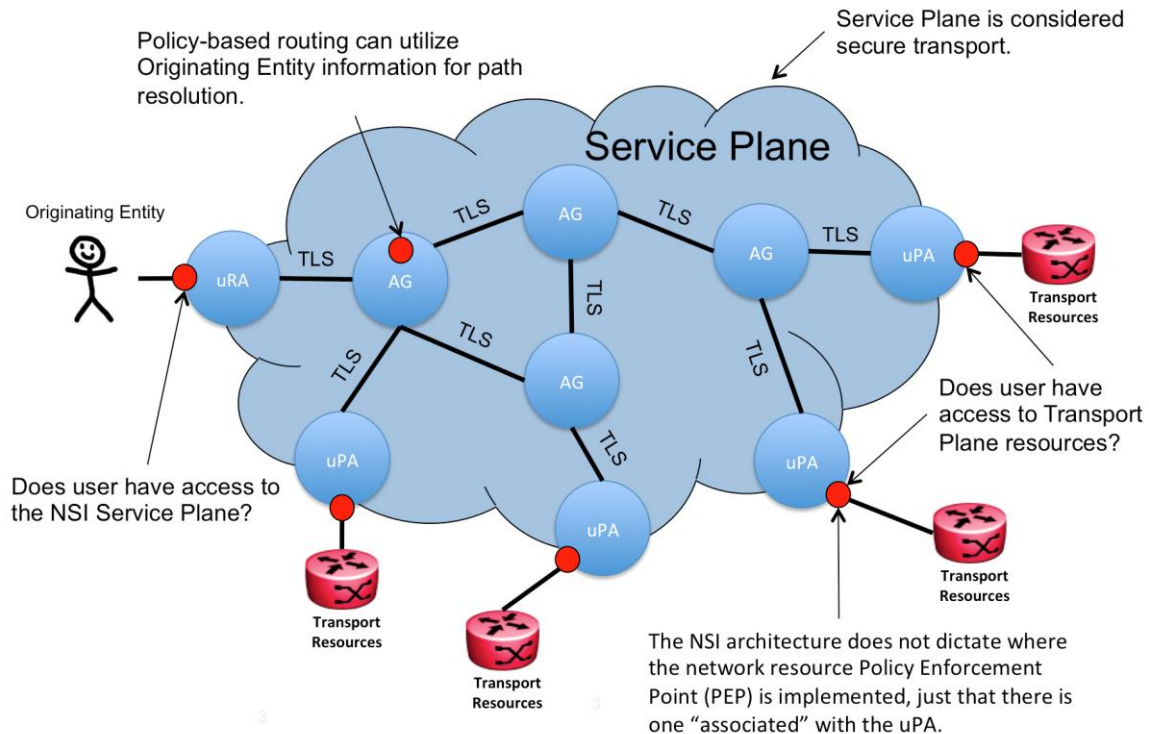 Service Plane is considered
secure transport.
Policy-based routing can utilize
Originating Entity information for path
resolution.
Service Plane
Originating Entity
uRA
TLS
AG
TLS
AG
TLS
AG
TLS
uPA
Transport
Resources
TLS
TLS
TLS
AG
TLS
TLS
uPA
uPA
uPA
Does user have
access to Transport
Plane resources?
Does user have access to
the NSI Service Plane?
Transport
Resources
Transport
Resources
Transport
Resources
The NSI architecture does not dictate where
the network resource Policy Enforcement
Point (PEP) is implemented, just that there is
one “associated” with the uPA.
3
3